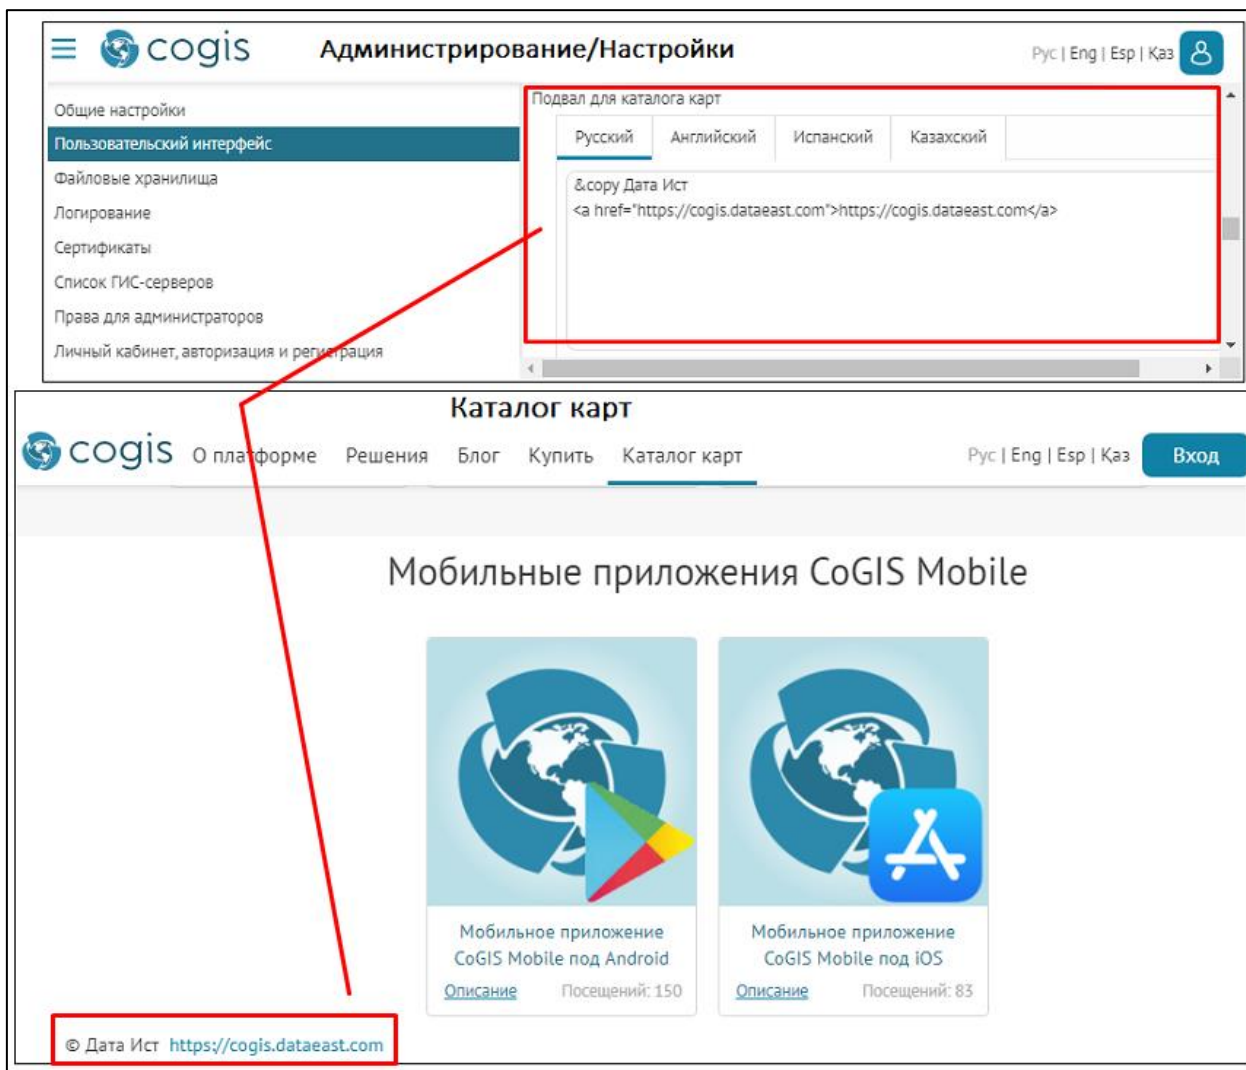 cogis Администрирование/Настройки Рус | Eng | Esp | Қаз
Общие настройки
Пользовательский интерфейс
Файловые хранилища
Логирование
Сертификаты
Список ГИС-серверов
Права для администраторов
Личный кабинет, авторизация и регистрация
Подвал для каталога карт
Русский Английский Испанский Казахский
&copy Дата Ист
<a href="https://cogis.dataeast.com">https://cogis.dataeast.com</a>
Каталог карт
cogis О платформе Решения Блог Купить Каталог карт Рус | Eng | Esp | Қаз Вход
Мобильные приложения CoGIS Mobile
Мобильное приложение
CoGIS Mobile под Android
Описание Посещений: 150
Мобильное приложение
CoGIS Mobile под iOS
Описание Посещений: 83
© Дата Ист https://cogis.dataeast.com